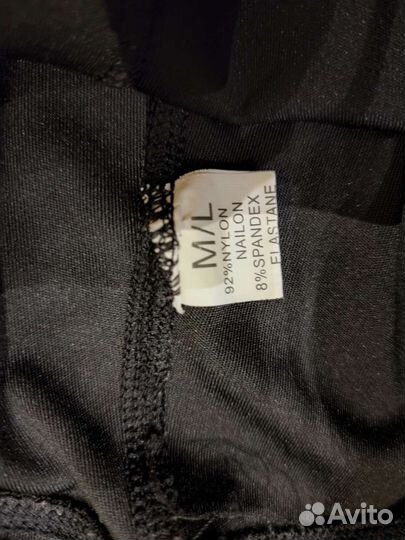 M/L
92%NYLON
NAILON
8%SPANDEX
ELASTANE
Avito